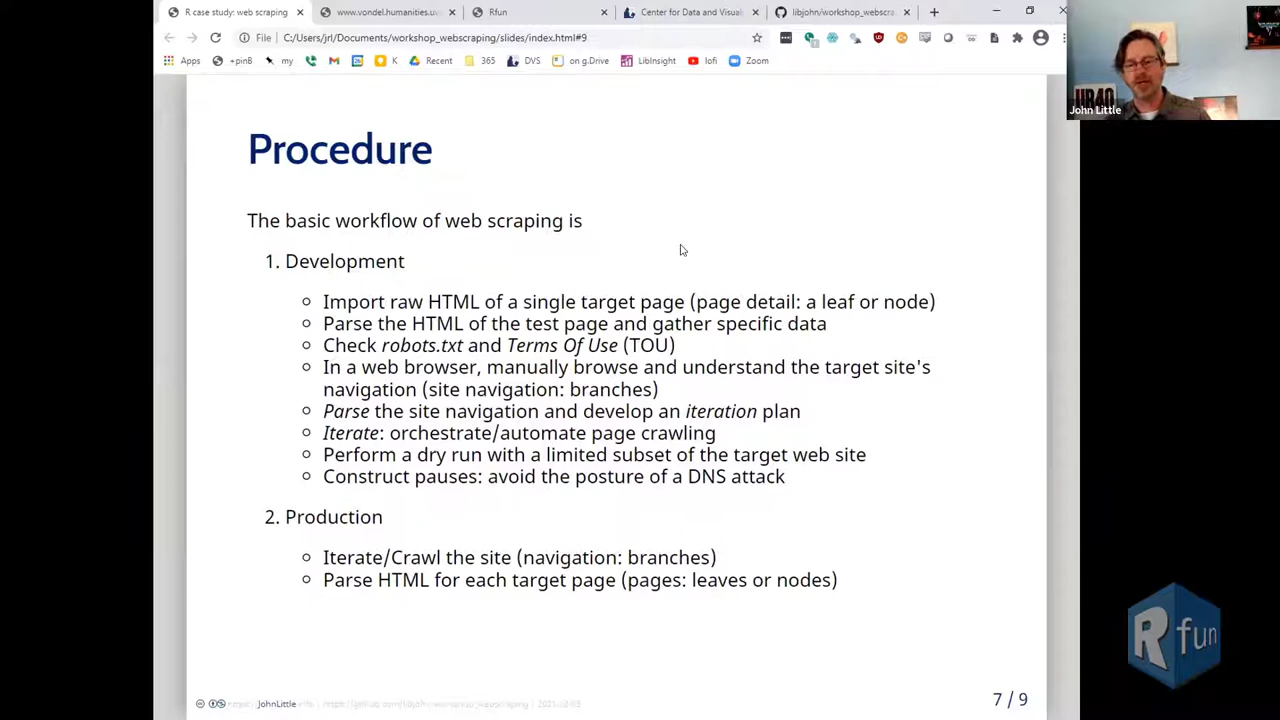 R case study: web scraping
www.vondel.humanities.uv
Rfun
Center for Data and Visual
libjohn/workshop_webscra
File
C:/Users/jrl/Documents/workshop_webscraping/slides/index.html#9
Apps
+pinB
my
K
Recent
365
DVS
on g.Drive
LibInsight
lofi
Zoom
UB40
John Little
Procedure
The basic workflow of web scraping is
1. Development
Import raw HTML of a single target page (page detail: a leaf or node)
Parse the HTML of the test page and gather specific data
Check robots.txt and Terms Of Use (TOU)
In a web browser, manually browse and understand the target site's
navigation (site navigation: branches)
Parse the site navigation and develop an iteration plan
Iterate: orchestrate/automate page crawling
Perform a dry run with a limited subset of the target web site
Construct pauses: avoid the posture of a DNS attack
2. Production
Iterate/Crawl the site (navigation: branches)
Parse HTML for each target page (pages: leaves or nodes)
R fun
JohnLittle
7 / 9